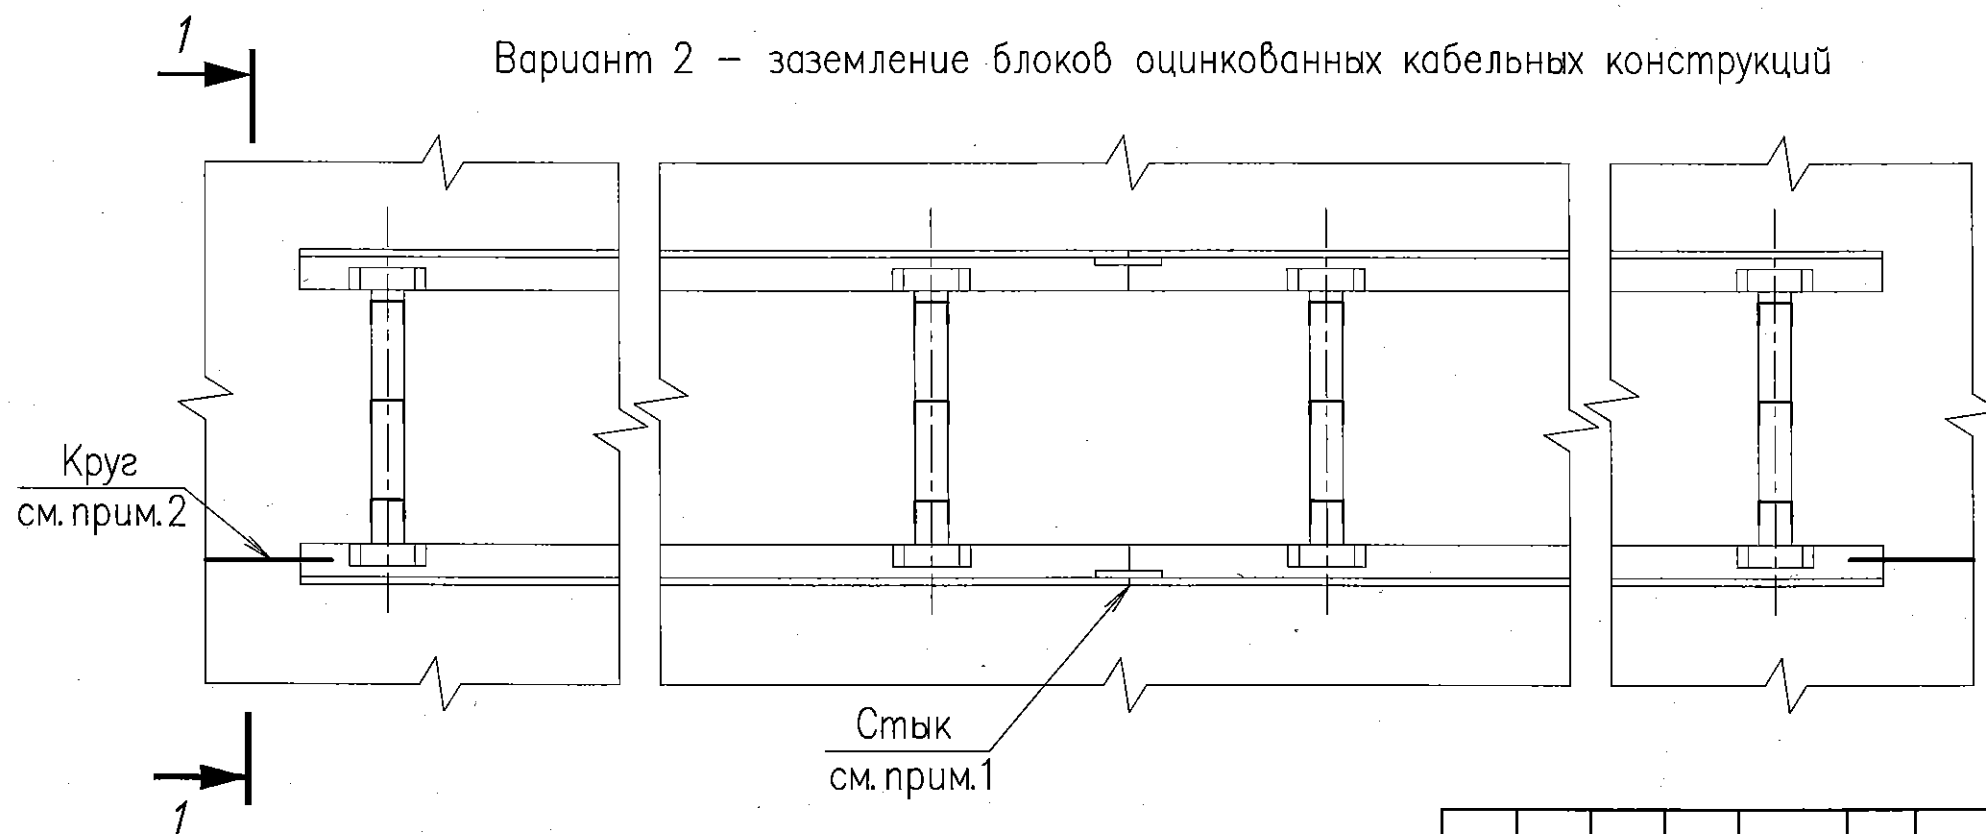 1
Вариант 2 – заземление блоков оцинкованных кабельных конструкций
Круг
см.прим.2
Стык
см.прим.1
1